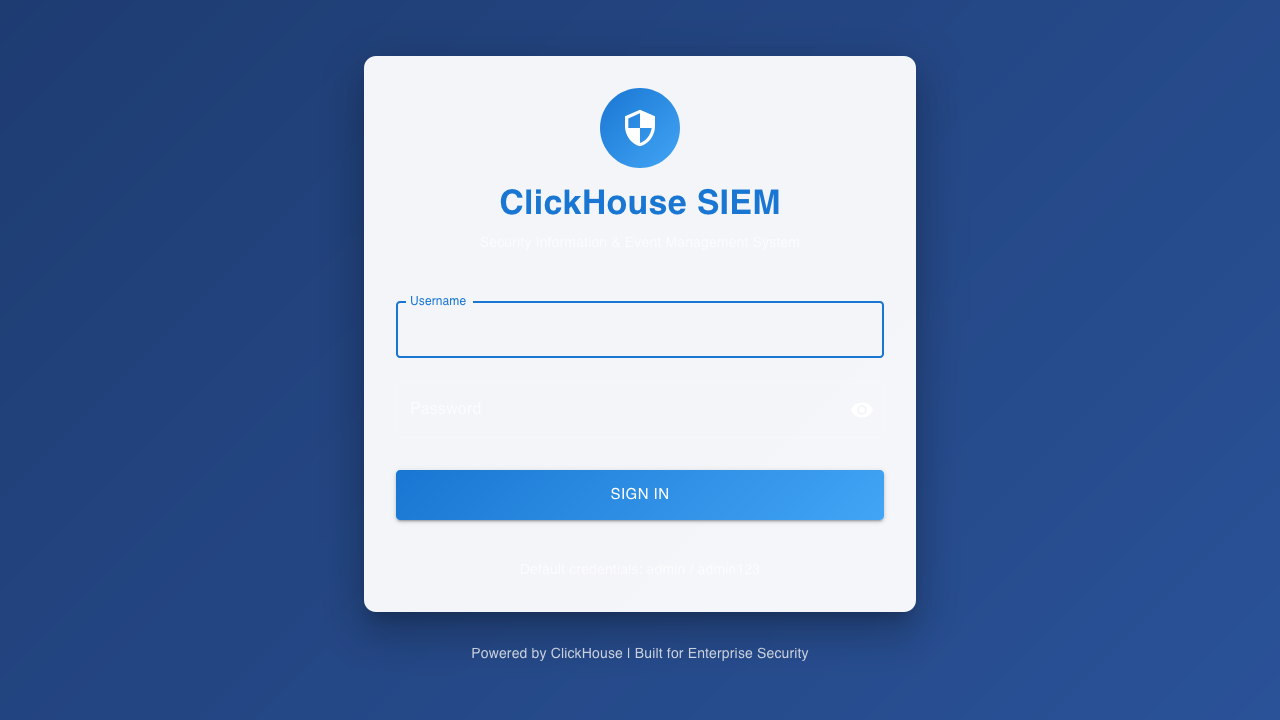 ClickHouse SIEM
Security Information & Event Management System
Username
Password
SIGN IN
Default credentials: admin / admin123
Powered by ClickHouse | Built for Enterprise Security